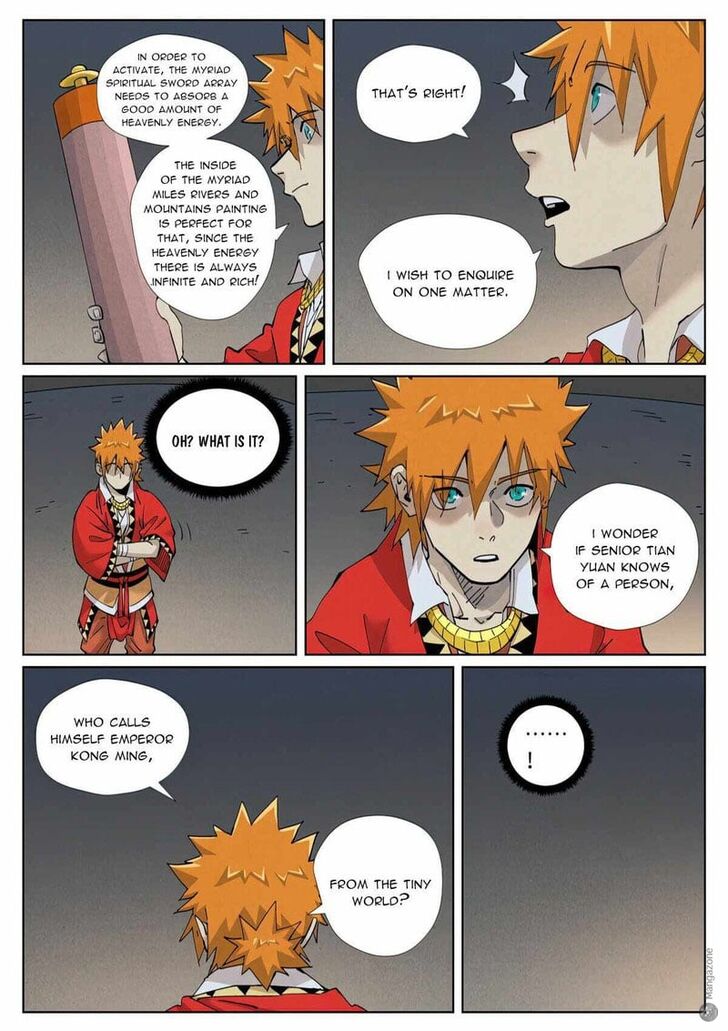 IN ORDER TO
ACTIVATE, THE MYRIAD
SPIRITUAL SWORD ARRAY
NEEDS TO ABSORB A
GOOD AMOUNT OF
HEAVENLY ENERGY.
THE INSIDE
OF THE MYRIAD
MILES RIVERS AND
MOUNTAINS PAINTING
IS PERFECT FOR
THAT, SINCE THE
HEAVENLY ENERGY
THERE IS ALWAYS
INFINITE AND RICH!
THAT'S RIGHT!
I WISH TO ENQUIRE
ON ONE MATTER.
OH? WHAT IS IT?
I WONDER
IF SENIOR TIAN
YUAN KNOWS
OF A PERSON,
WHO CALLS
HIMSELF EMPEROR
KONG MING,
FROM THE TINY
WORLD?
......
!
MangaZone